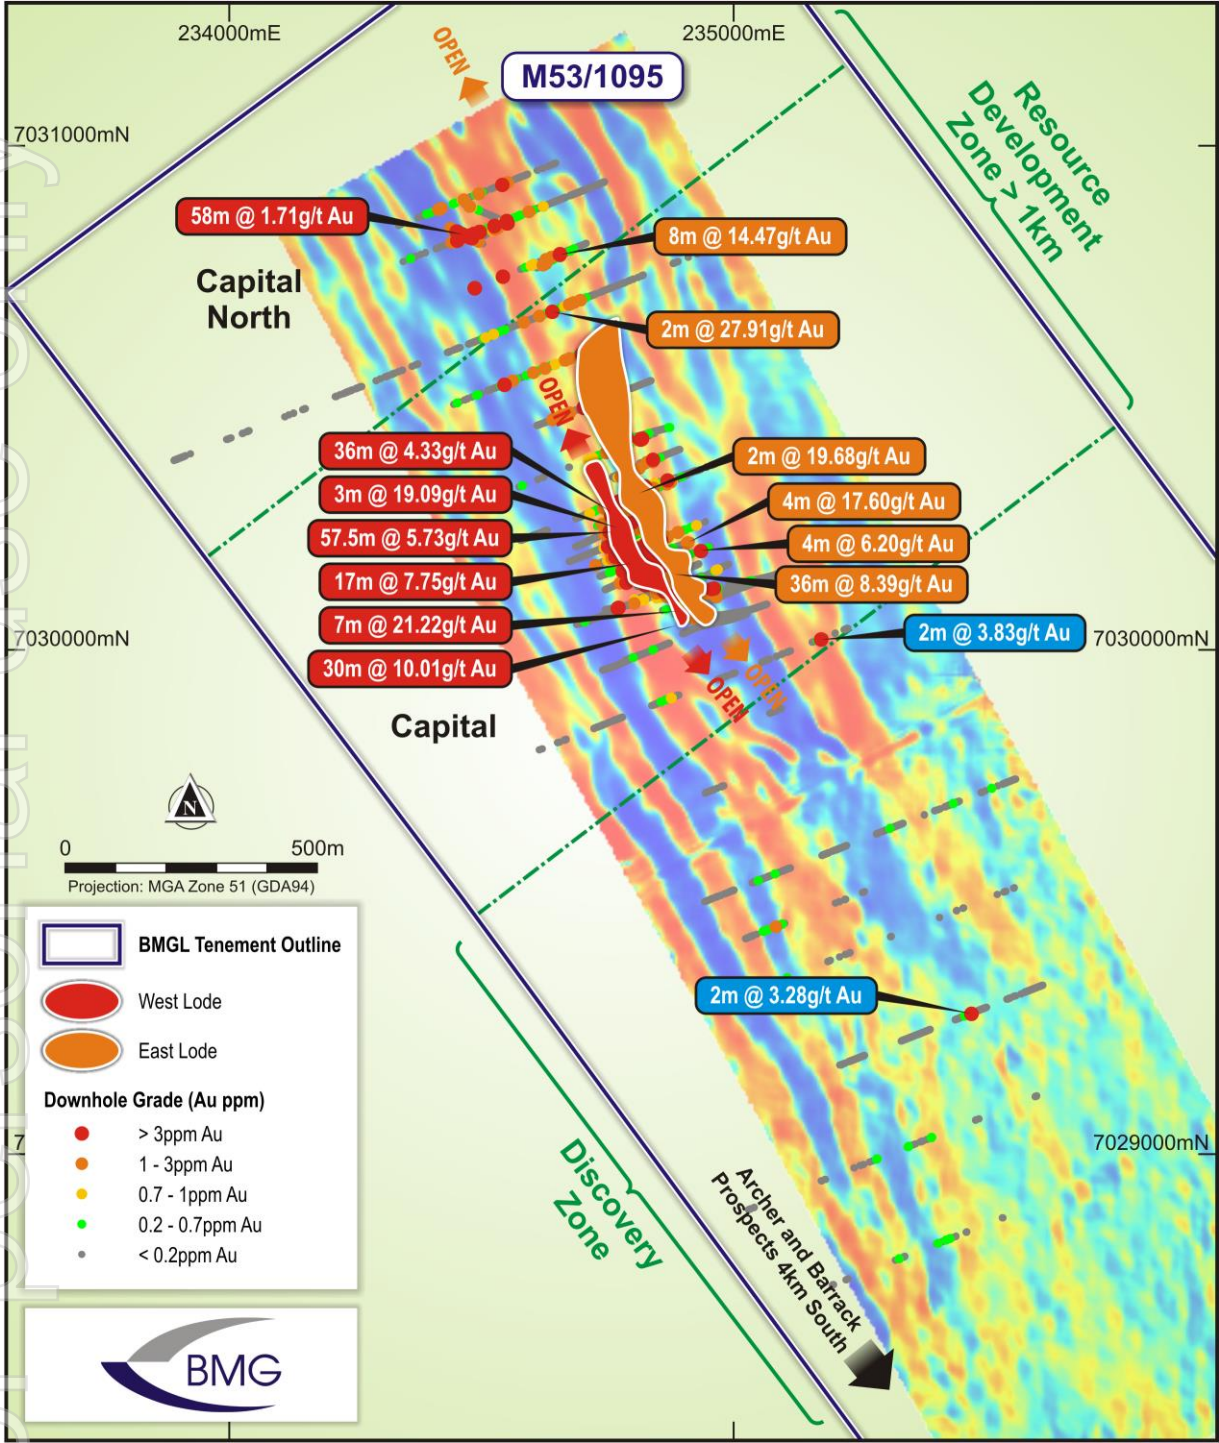 234000mE
235000mE
OPEN
M53/1095
7031000mN
Resource
Development
Zone > 1km
58m @ 1.71g/t Au
8m @ 14.47g/t Au
Capital
North
2m @ 27.91g/t Au
OPEN
36m @ 4.33g/t Au
2m @ 19.68g/t Au
3m @ 19.09g/t Au
4m @ 17.60g/t Au
57.5m @ 5.73g/t Au
4m @ 6.20g/t Au
17m @ 7.75g/t Au
36m @ 8.39g/t Au
7m @ 21.22g/t Au
2m @ 3.83g/t Au
7030000mN
7030000mN
30m @ 10.01g/t Au
OPEN
OPEN
Capital
N
0 500m
Projection: MGA Zone 51 (GDA94)
BMGL Tenement Outline
West Lode
East Lode
Downhole Grade (Au ppm)
> 3ppm Au
1 - 3ppm Au
0.7 - 1ppm Au
0.2 - 0.7ppm Au
< 0.2ppm Au
2m @ 3.28g/t Au
7
7029000mN
Discovery
Zone
Archer and Barrack
Prospects 4km South
BMG